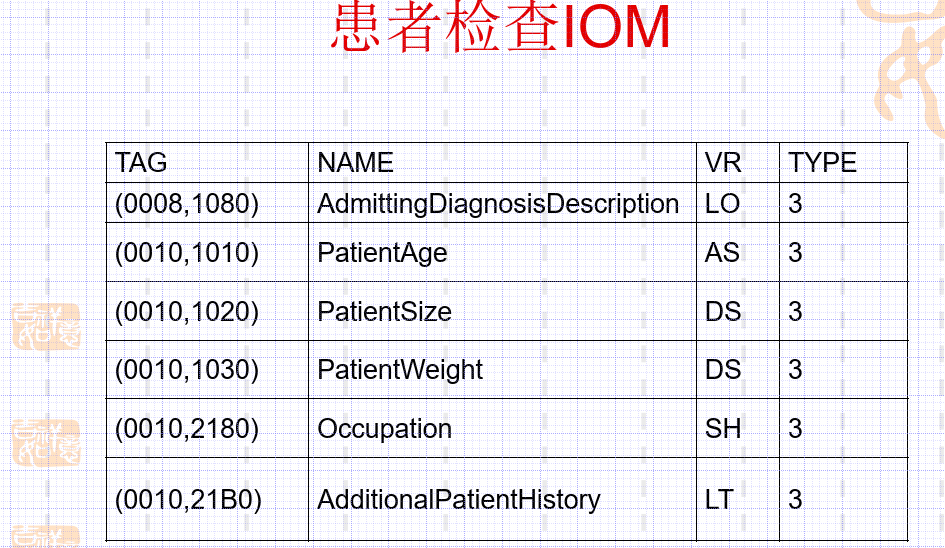 患者检查IOM
TAG NAME VR TYPE
(0008,1080) AdmittingDiagnosisDescription LO 3
(0010,1010) PatientAge AS 3
(0010,1020) PatientSize DS 3
(0010,1030) PatientWeight DS 3
(0010,2180) Occupation SH 3
(0010,21B0) AdditionalPatientHistory LT 3